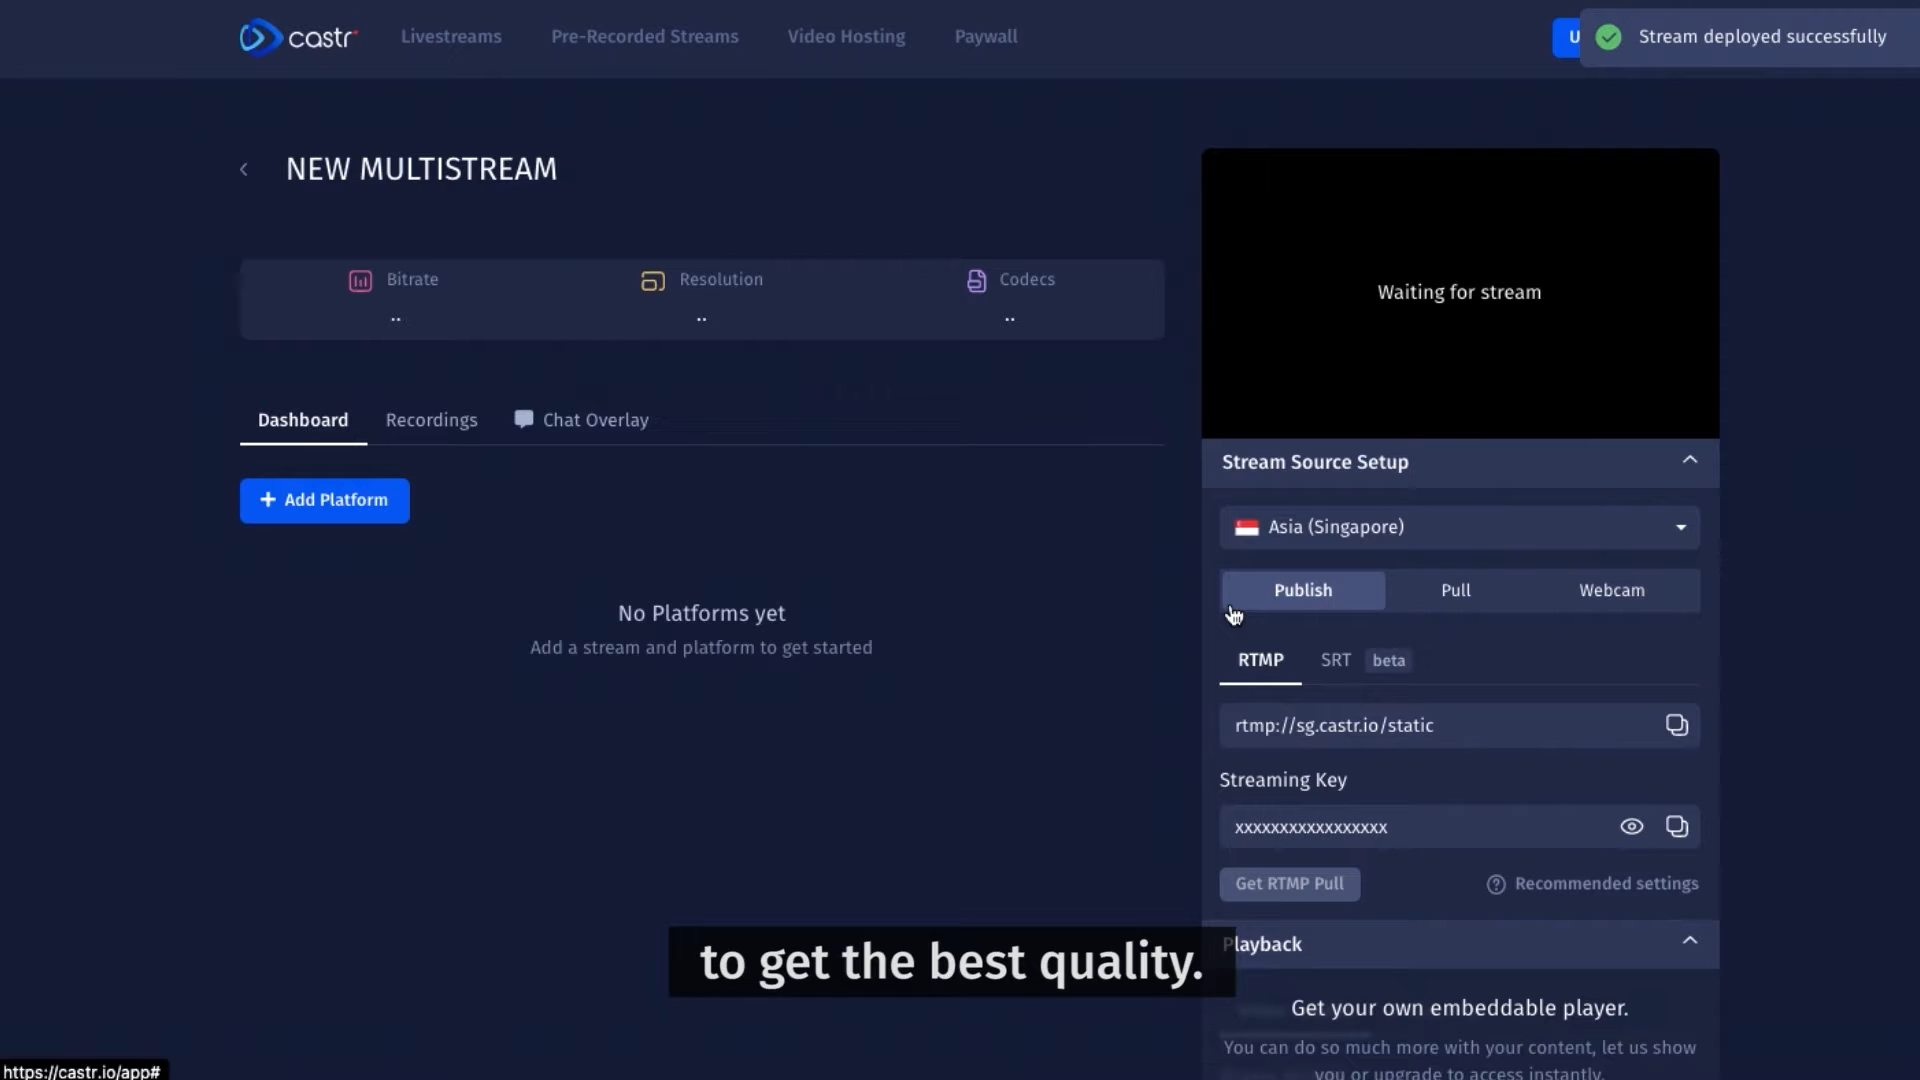 castr
Livestreams
Pre-Recorded Streams
Video Hosting
Paywall
U
Stream deployed successfully
NEW MULTISTREAM
Bitrate
..
Resolution
..
Codecs
..
Dashboard
Recordings
Chat Overlay
+ Add Platform
No Platforms yet
Add a stream and platform to get started
Waiting for stream
Stream Source Setup
Asia (Singapore)
Publish
Pull
Webcam
RTMP
SRT
beta
rtmp://sg.castr.io/static
Streaming Key
xxxxxxxxxxxxxxxxx
Get RTMP Pull
? Recommended settings
Playback
Get your own embeddable player.
You can do so much more with your content, let us show
you or upgrade to access instantly.
to get the best quality.
https://castr.io/app#